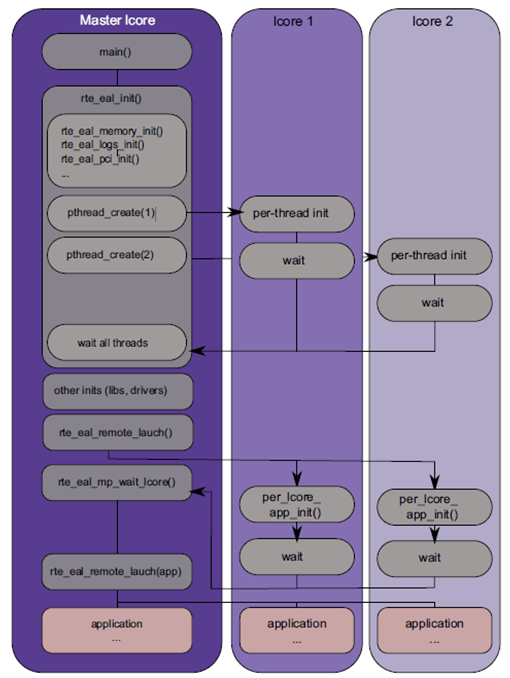 Master lcore
lcore 1
lcore 2
main()
rte_eal_init()
rte_eal_memory_init()
rte_eal_logs_init()
rte_eal_pci_init()
...
pthread_create(1)
per-thread init
pthread_create(2)
wait
per-thread init
wait
wait all threads
other inits (libs, drivers)
rte_eal_remote_lauch()
rte_eal_mp_wait_lcore()
per_lcore_
app_init()
per_lcore_
app_init()
wait
wait
rte_eal_remote_lauch(app)
application
...
application
...
application
...